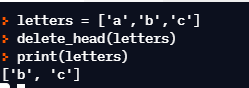 > letters = ['a','b','c']
> delete_head(letters)
> print(letters)
['b', 'c']